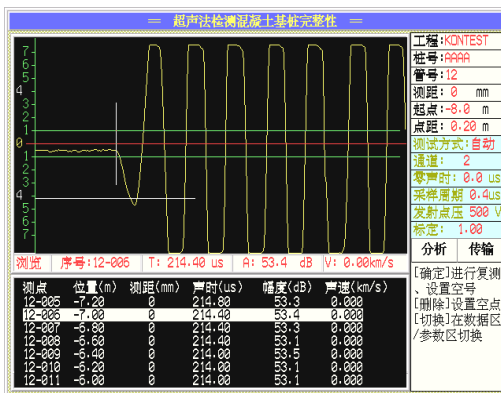 ＝ 超声法检测混凝土基桩完整性 ＝
7
6
5
4
3
2
1
0
1
2
3
4
5
6
7
工程:KONTEST
桩号:AAAA
管号:12
测距: 0 mm
起点:-8.0 m
点距: 0.20 m
测试方式:自动
通道: 2
零声时: 0.0 us
采样周期 0.4us
发射点压 500 V
标定: 1.00
分析 传输
浏览 序号:12-006 T: 214.40 us A: 53.4 dB V: 0.00km/s
测点 位置(m) 测距(mm) 声时(us) 幅度(dB) 声速(km/s)
12-005 -7.20 0 214.80 53.3 0.000
12-006 -7.00 0 214.40 53.4 0.000
12-007 -6.80 0 214.40 53.3 0.000
12-008 -6.60 0 214.40 53.1 0.000
12-009 -6.40 0 214.00 53.5 0.000
12-010 -6.20 0 214.40 53.1 0.000
12-011 -6.00 0 214.00 53.1 0.000
[确定]进行复测
、设置空号
[删除]设置空点
[切换]在数据区
/参数区切换